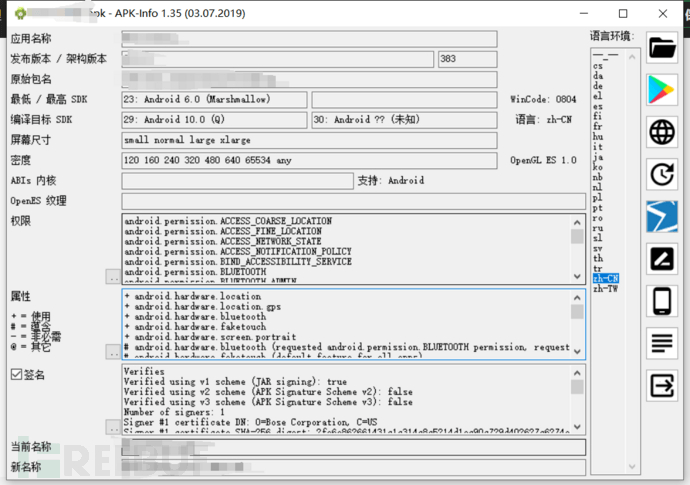 pk - APK-Info 1.35 (03.07.2019)
应用名称
语言环境:
发布版本 / 架构版本
383
原始包名
最低 / 最高 SDK
23: Android 6.0 (Marshmallow)
WinCode: 0804
编译目标 SDK
29: Android 10.0 (Q)
30: Android ?? (未知)
语言: zh-CN
屏幕尺寸
small normal large xlarge
密度
120 160 240 320 480 640 65534 any
OpenGL ES 1.0
ABIs 内核
支持: Android
OpenES 纹理
权限
android.permission.ACCESS_COARSE_LOCATION
android.permission.ACCESS_FINE_LOCATION
android.permission.ACCESS_NETWORK_STATE
android.permission.ACCESS_NOTIFICATION_POLICY
android.permission.BIND_ACCESSIBILITY_SERVICE
android.permission.BLUETOOTH
android.permission.BLUETOOTH_ADMIN
..
属性
+ = 使用
# = 蕴含
- = 非必需
@ = 其它
+ android.hardware.location
+ android.hardware.location.gps
+ android.hardware.bluetooth
+ android.hardware.faketouch
+ android.hardware.screen.portrait
# android.hardware.bluetooth (requested android.permission.BLUETOOTH permission, request
# android.hardware.faketouch (default feature for all apps)
..
签名
Verifies
Verified using v1 scheme (JAR signing): true
Verified using v2 scheme (APK Signature Scheme v2): false
Verified using v3 scheme (APK Signature Scheme v3): false
Number of signers: 1
Signer #1 certificate DN: O=Bose Corporation, C=US
Signer #1 certificate SHA-256 digest:
..
当前名称
新名称
__-__
cs
da
de
el
es
fi
fr
hu
it
ja
ko
nb
nl
pl
pt
ro
ru
sl
sv
th
tr
zh-CN
zh-TW
REEBUF